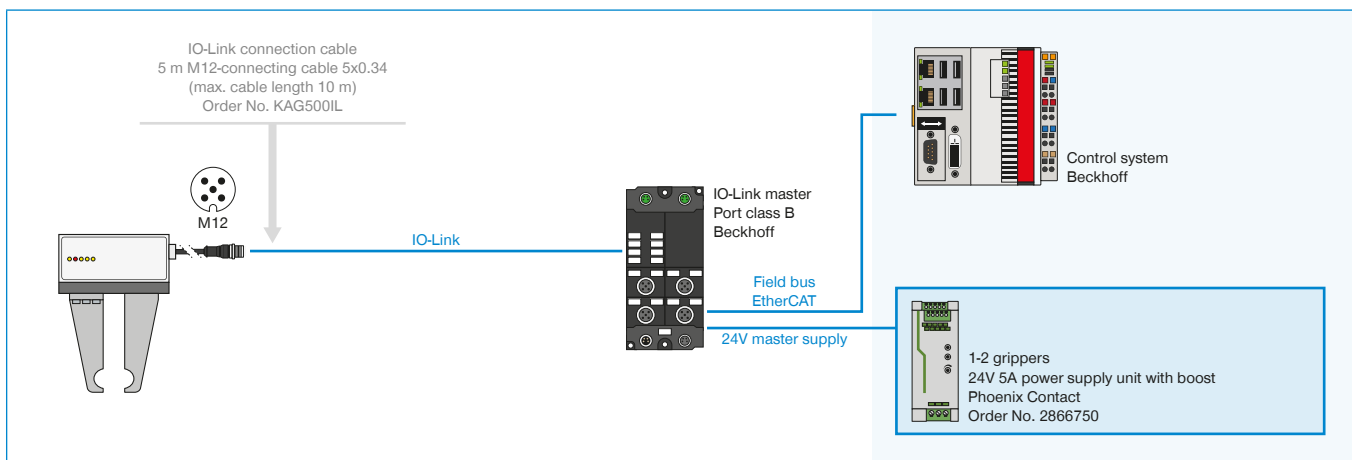 IO-Link connection cable
5 m M12-connecting cable 5x0.34
(max. cable length 10 m)
Order No. KAG500IL
M12
IO-Link
IO-Link master
Port class B
Beckhoff
Field bus
EtherCAT
24V master supply
Control system
Beckhoff
1-2 grippers
24V 5A power supply unit with boost
Phoenix Contact
Order No. 2866750